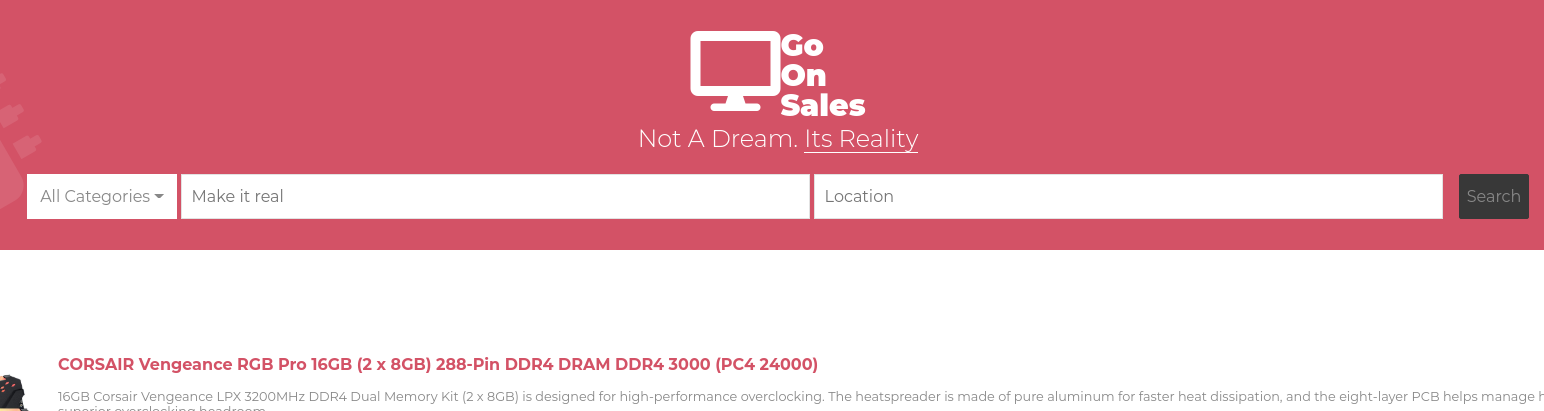 Go
On
Sales
Not A Dream. Its Reality
All Categories
Make it real
Location
Search
CORSAIR Vengeance RGB Pro 16GB (2 x 8GB) 288-Pin DDR4 DRAM DDR4 3000 (PC4 24000)
16GB Corsair Vengeance LPX 3200MHz DDR4 Dual Memory Kit (2 x 8GB) is designed for high-performance overclocking. The heatspreader is made of pure aluminum for faster heat dissipation, and the eight-layer PCB helps manage
superior overclocking headroom